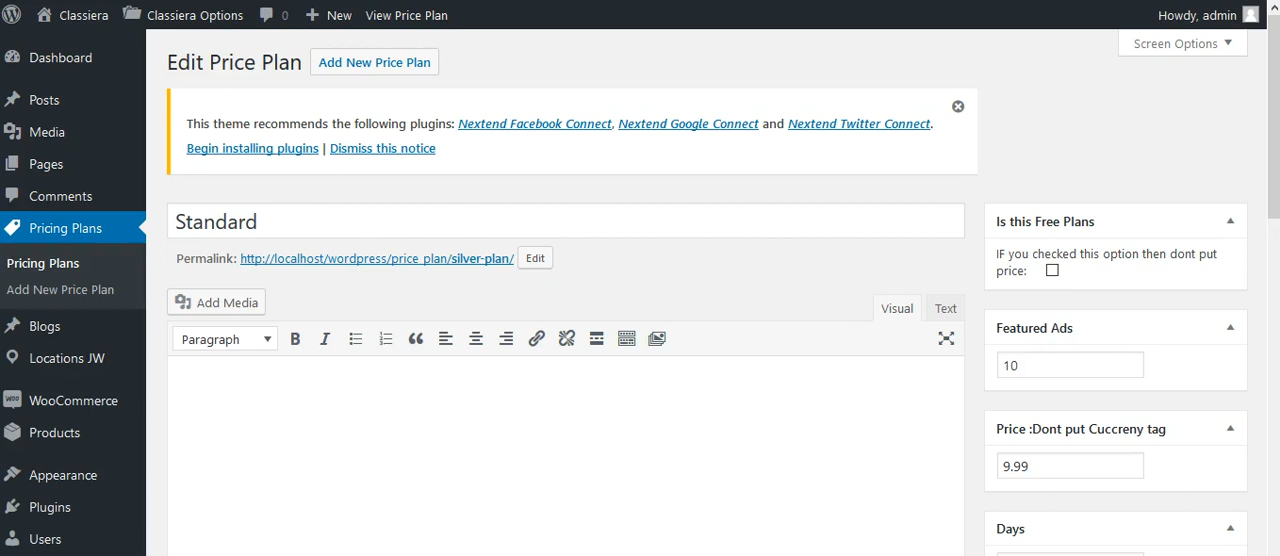 Classiera Classiera Options 0 New View Price Plan Howdy, admin
Dashboard
Posts
Media
Pages
Comments
Pricing Plans
Pricing Plans
Add New Price Plan
Blogs
Locations JW
WooCommerce
Products
Appearance
Plugins
Users
Screen Options
Edit Price Plan Add New Price Plan
This theme recommends the following plugins: Nextend Facebook Connect, Nextend Google Connect and Nextend Twitter Connect.
Begin installing plugins | Dismiss this notice
Standard
Permalink: http://localhost/wordpress/price_plan/silver-plan/ Edit
Add Media
Visual Text
Paragraph
Is this Free Plans
IF you checked this option then dont put
price:
Featured Ads
10
Price :Dont put Cuccreny tag
9.99
Days